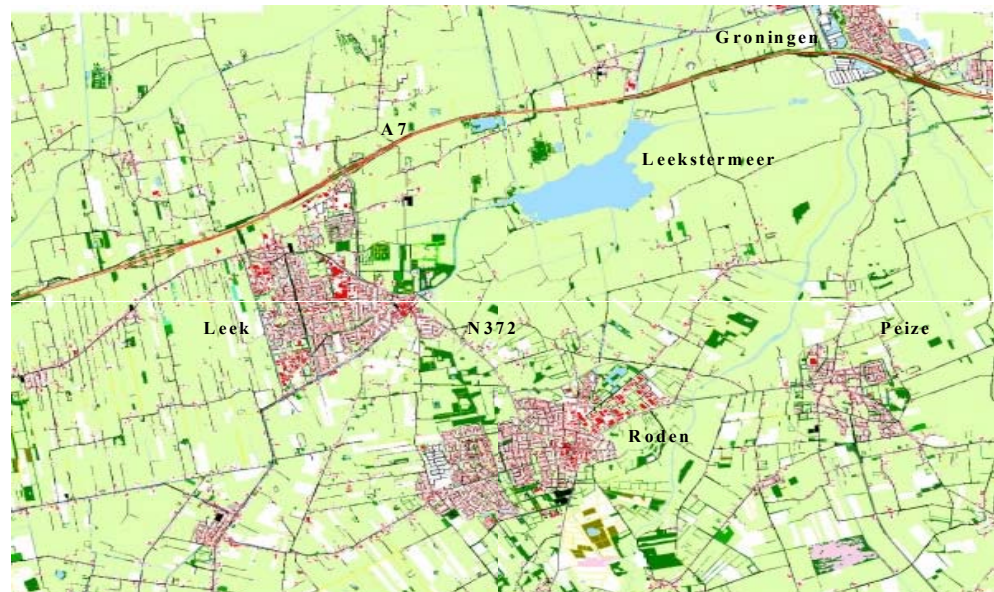 Groningen
A7
Leekstermeer
Leek
N372
Peize
Roden